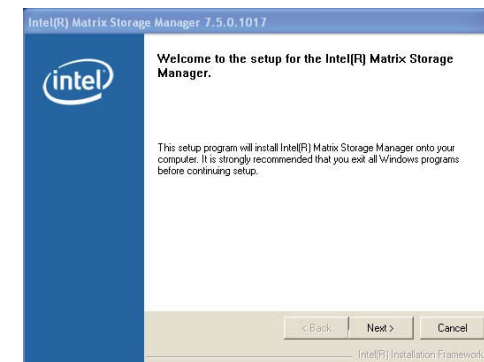 Intel(R) Matrix Storage Manager 7.5.0.1017
intel
Welcome to the setup for the Intel(R) Matrix Storage
Manager.
This setup program will install Intel(R) Matrix Storage Manager onto your
computer. It is strongly recommended that you exit all Windows programs
before continuing setup.
< Back
Next >
Cancel
Intel(R) Installation Framework